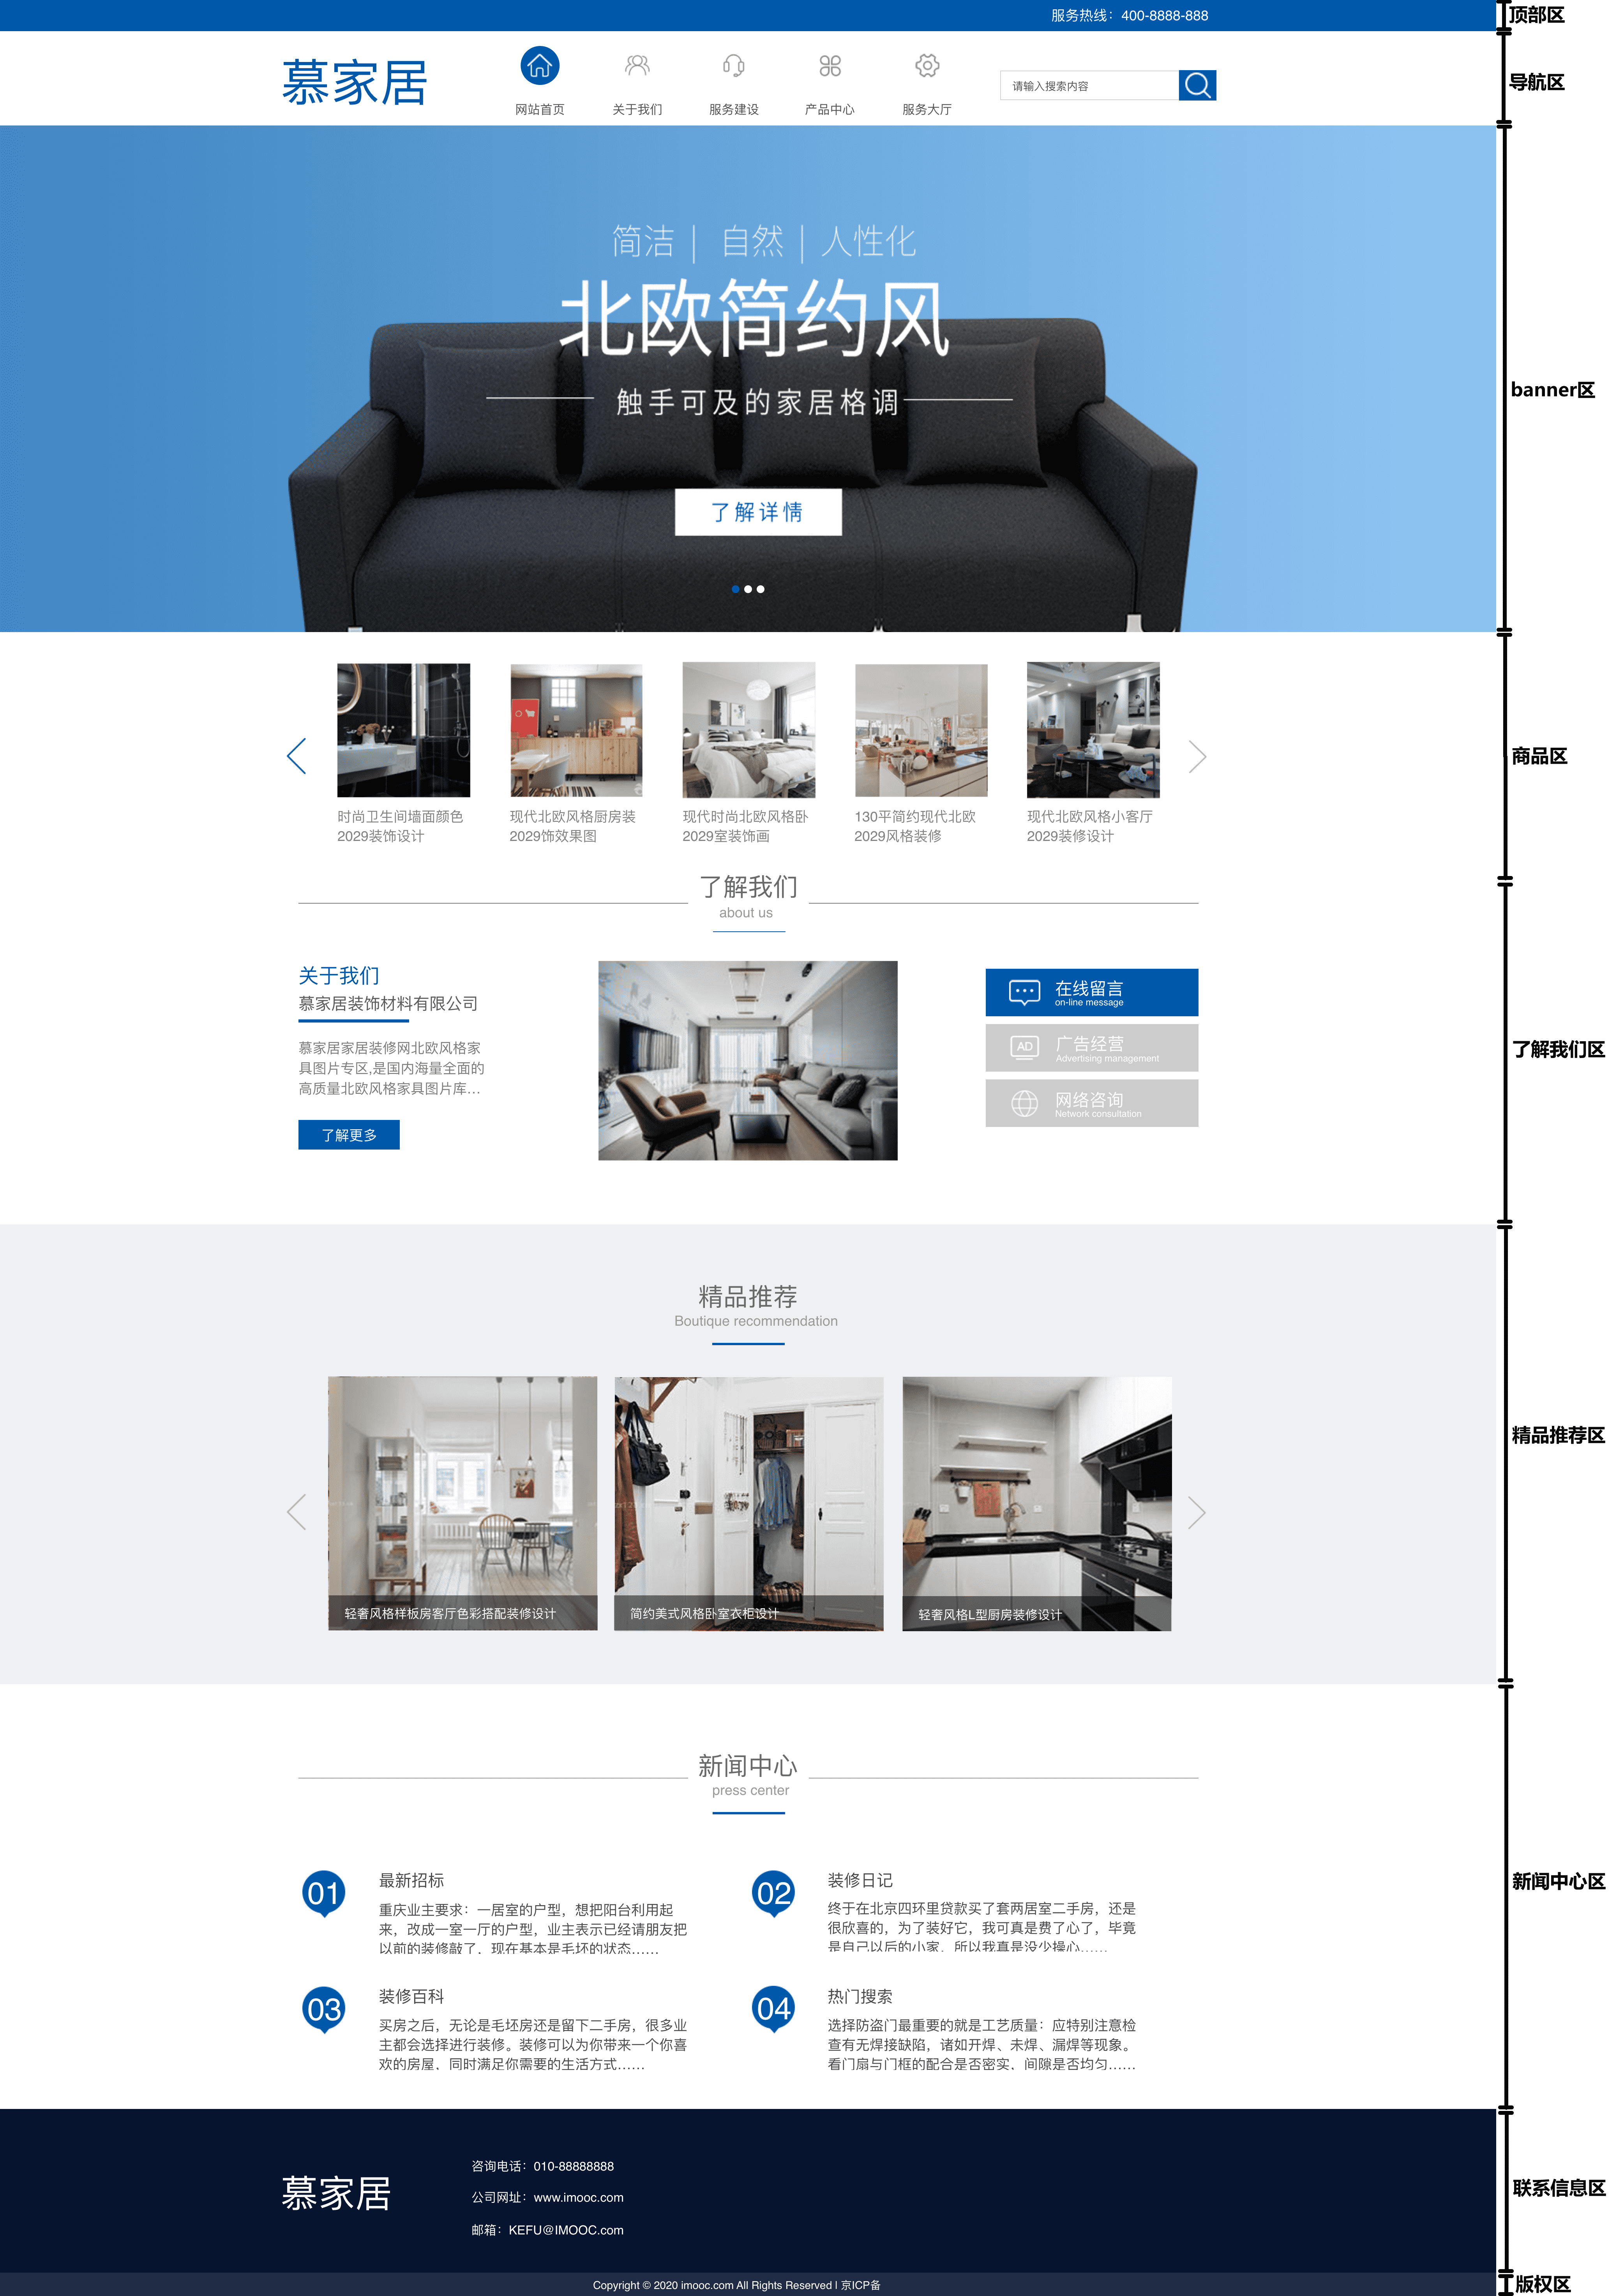 服务热线：400-8888-888
顶部区
慕家居
网站首页
关于我们
服务建设
产品中心
服务大厅
请输入搜索内容
导航区
简洁 | 自然 | 人性化
北欧简约风
触手可及的家居格调
了解详情
banner区
时尚卫生间墙面颜色
2029装饰设计
现代北欧风格厨房装
2029饰效果图
现代时尚北欧风格卧
2029室装饰画
130平简约现代北欧
2029风格装修
现代北欧风格小客厅
2029装修设计
商品区
了解我们
about us
关于我们
慕家居装饰材料有限公司
慕家居家居装修网北欧风格家
具图片专区,是国内海量全面的
高质量北欧风格家具图片库...
了解更多
在线留言
on-line message
AD
广告经营
Advertising management
网络咨询
Network consultation
了解我们区
精品推荐
Boutique recommendation
轻奢风格样板房客厅色彩搭配装修设计
简约美式风格卧室衣柜设计
轻奢风格L型厨房装修设计
精品推荐区
新闻中心
press center
01
最新招标
重庆业主要求：一居室的户型，想把阳台利用起
来，改成一室一厅的户型，业主表示已经请朋友把
以前的装修敲了，现在基本是毛坯的状态......
02
装修日记
终于在北京四环里贷款买了套两居室二手房，还是
很欣喜的，为了装好它，我可真是费了心了，毕竟
是自己以后的小家，所以我真是没少操心......
03
装修百科
买房之后，无论是毛坯房还是留下二手房，很多业
主都会选择进行装修。装修可以为你带来一个你喜
欢的房屋，同时满足你需要的生活方式......
04
热门搜索
选择防盗门最重要的就是工艺质量：应特别注意检
查有无焊接缺陷，诸如开焊、未焊、漏焊等现象。
看门扇与门框的配合是否密实，间隙是否均匀......
新闻中心区
慕家居
咨询电话：010-88888888
公司网址：www.imooc.com
邮箱：KEFU@IMOOC.com
联系信息区
Copyright © 2020 imooc.com All Rights Reserved | 京ICP备
版权区